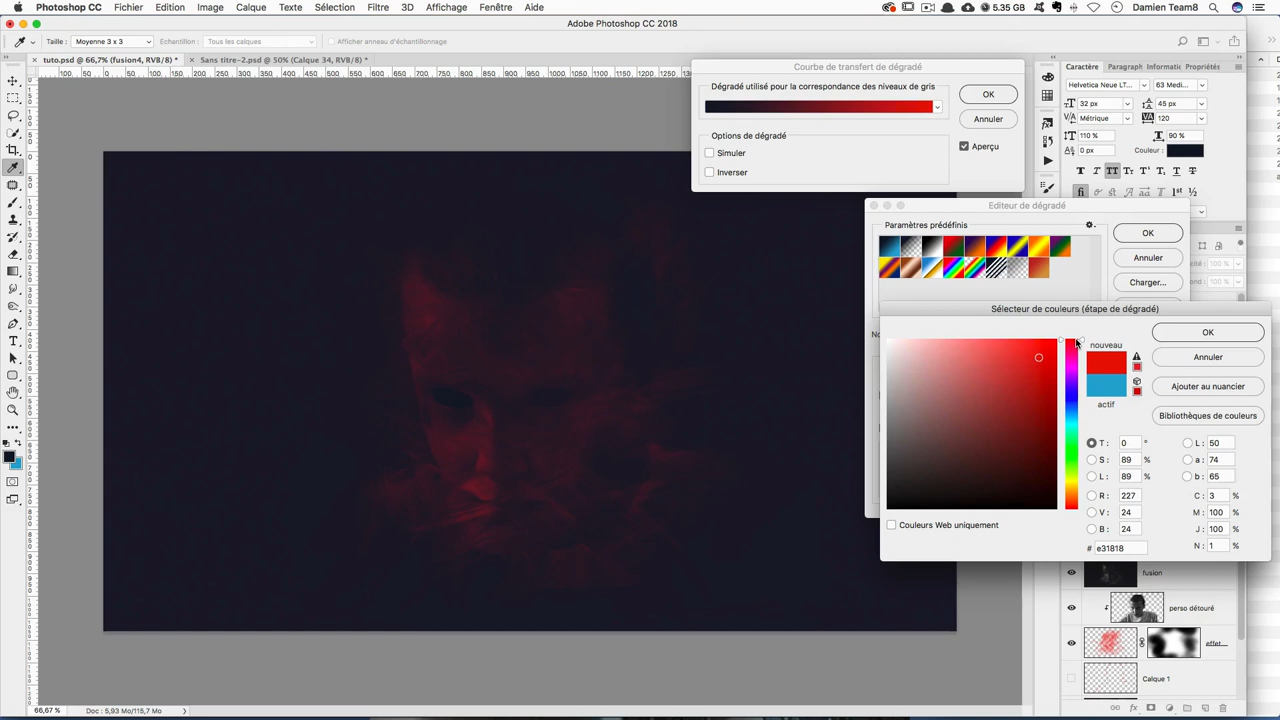 Photoshop CC Fichier Edition Images Calque Texte Sélection Filtre 3D Affichage Fenêtre Aide 5.35 GB Damien Team8
Adobe Photoshop CC 2018
Taille : Moyenne 3 x 3 Echantillon : Tous les calques Afficher anneau d'échantillonnage
tuto.psd @ 66,7% (fusion4, RVB/8) * Sans titre-2.psd @ 50% (Calque 34, RVB/8) *
Courbe de transfert de dégradé
Dégradé utilisé pour la correspondance des niveaux de gris
OK
Annuler
Aperçu
Options de dégradé
Simuler
Inverser
Caractère Paragraph Informatic Propriétés
Helvetica Neue LT... 63 Medi...
32 px 45 px
Métrique 120
110 % 90 %
0 px Couleur :
Editeur de dégradé
Paramètres prédéfinis
OK
Annuler
Charger...
Sélecteur de couleurs (étape de dégradé)
nouveau
actif
OK
Annuler
Ajouter au nuancier
Bibliothèques de couleurs
T : 0 ° L : 50
S : 89 % a : 74
L : 89 % b : 65
R : 227 C : 3 %
V : 24 M : 100 %
B : 24 J : 100 %
# e31818 N : 1 %
Couleurs Web uniquement
fusion
perso détouré
effet...
Calque 1
66,67 % Doc : 5,93 Mo/115,7 Mo